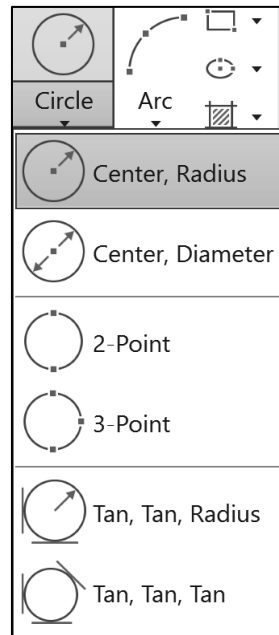 Circle Arc
Center, Radius
Center, Diameter
2-Point
3-Point
Tan, Tan, Radius
Tan, Tan, Tan